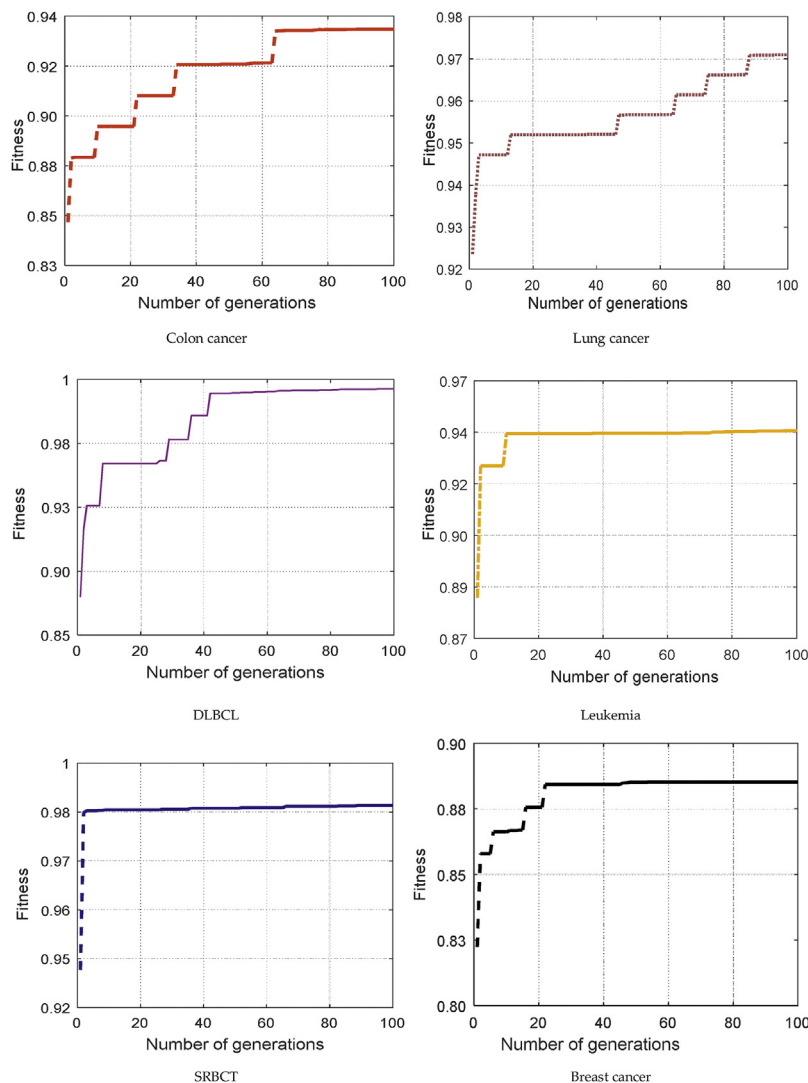 0.94
0.92
0.90
0.88
0.85
0.83
Fitness
0 20 40 60 80 100
Number of generations
Colon cancer
0.98
0.97
0.96
0.95
0.94
0.93
0.92
Fitness
0 20 40 60 80 100
Number of generations
Lung cancer
1
0.98
0.93
0.90
0.85
Fitness
0 20 40 60 80 100
Number of generations
DLBCL
0.97
0.94
0.92
0.90
0.89
0.87
Fitness
0 20 40 60 80 100
Number of generations
Leukemia
1
0.98
0.97
0.96
0.95
0.92
Fitness
0 20 40 60 80 100
Number of generations
SRBCT
0.90
0.88
0.85
0.83
0.80
Fitness
0 20 40 60 80 100
Number of generations
Breast cancer